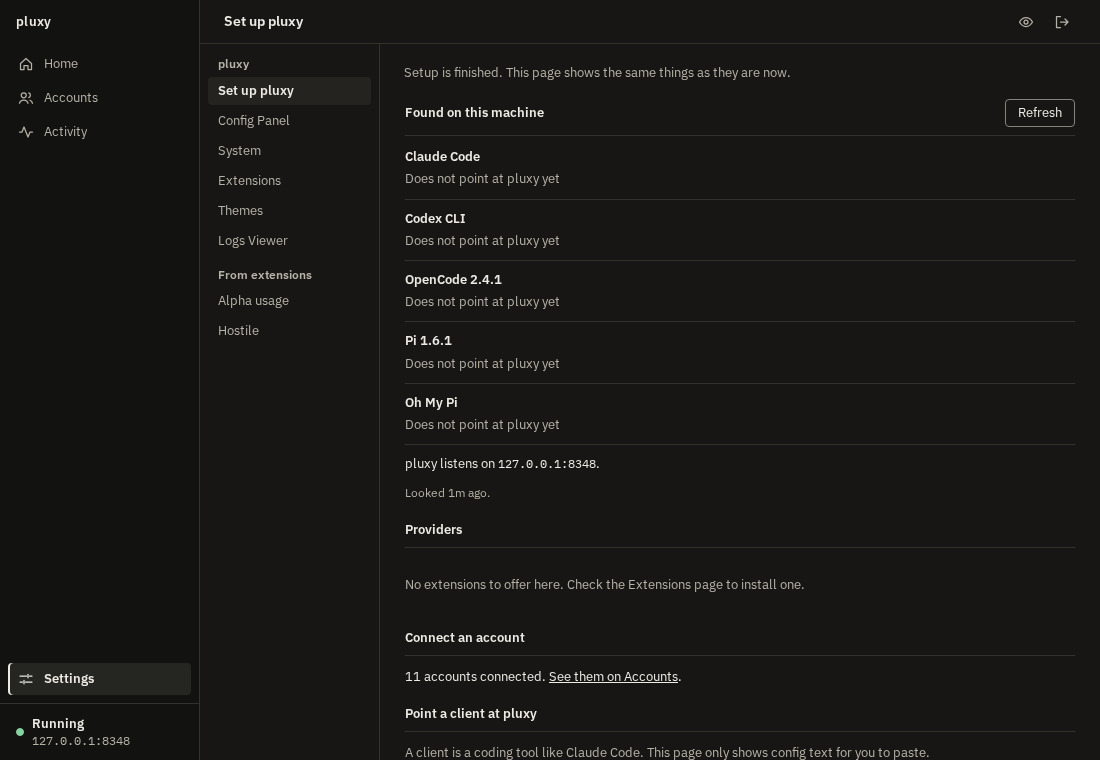 pluxy
Home
Accounts
Activity
Settings
Running
127.0.0.1:8348
Set up pluxy
pluxy
Set up pluxy
Config Panel
System
Extensions
Themes
Logs Viewer
From extensions
Alpha usage
Hostile
Setup is finished. This page shows the same things as they are now.
Found on this machine
Refresh
Claude Code
Does not point at pluxy yet
Codex CLI
Does not point at pluxy yet
OpenCode 2.4.1
Does not point at pluxy yet
Pi 1.6.1
Does not point at pluxy yet
Oh My Pi
Does not point at pluxy yet
pluxy listens on 127.0.0.1:8348.
Looked 1m ago.
Providers
No extensions to offer here. Check the Extensions page to install one.
Connect an account
11 accounts connected. See them on Accounts.
Point a client at pluxy
A client is a coding tool like Claude Code. This page only shows config text for you to paste.